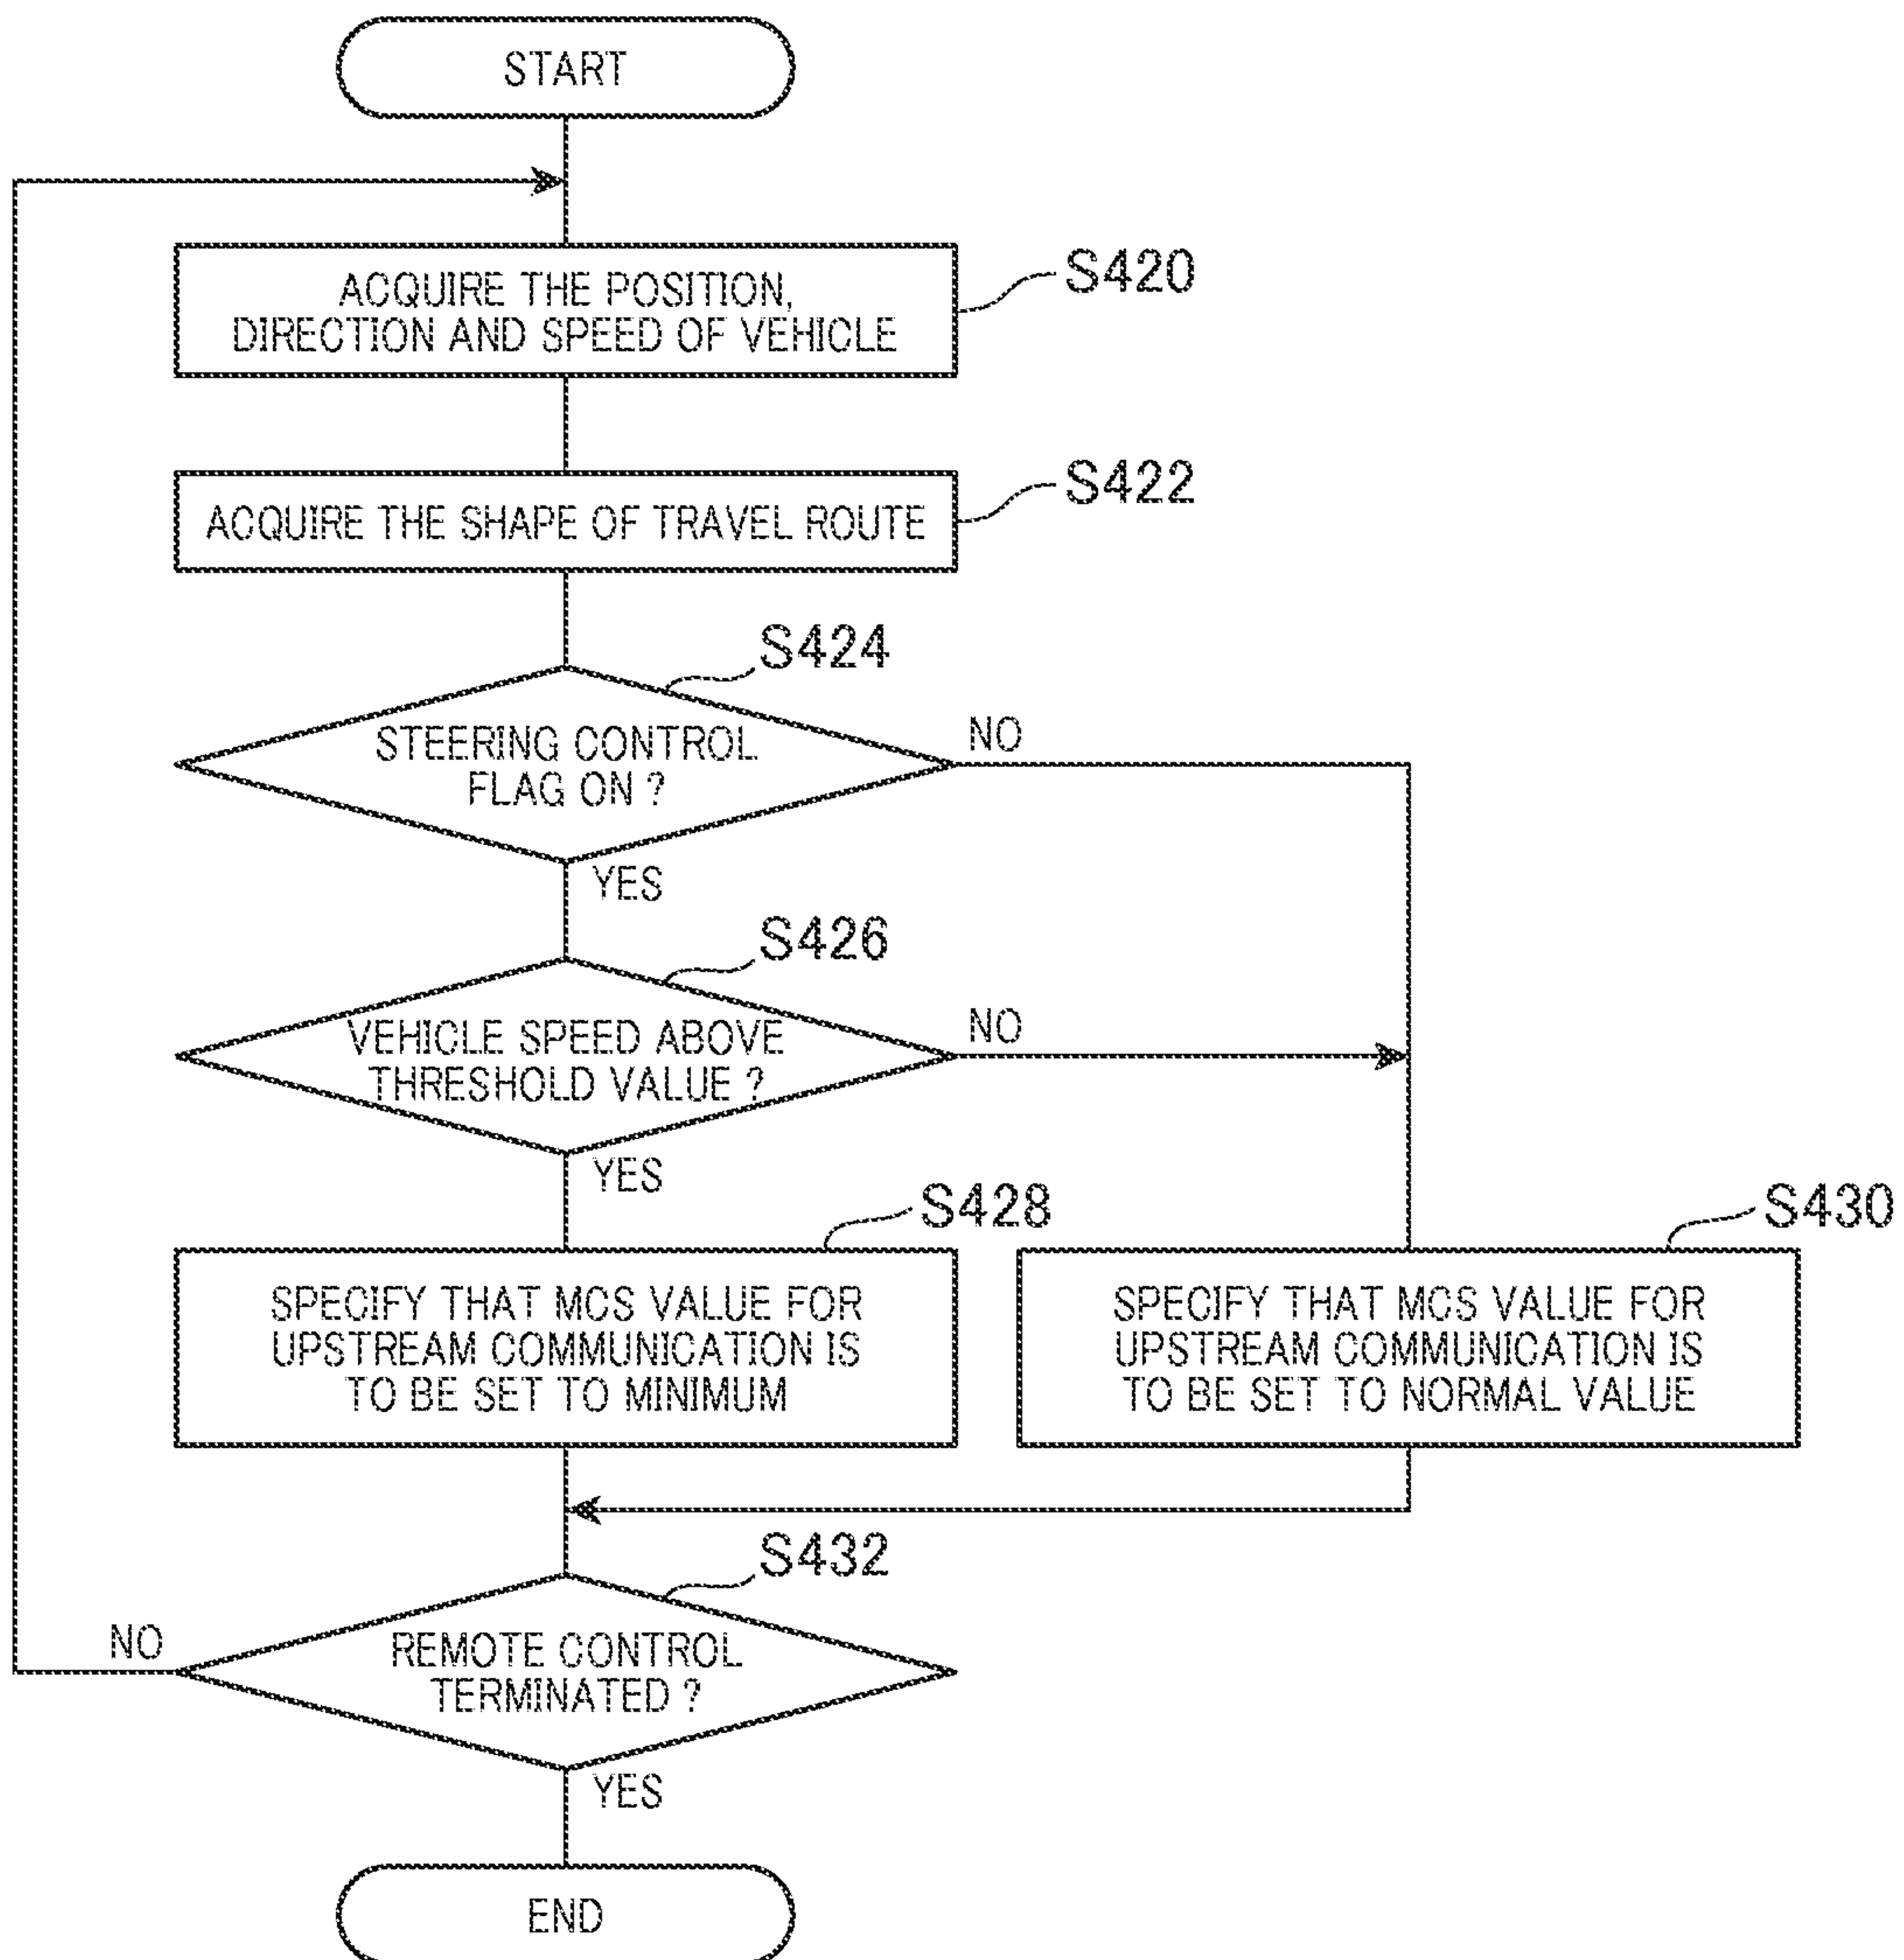 START
ACQUIRE THE POSITION,
DIRECTION AND SPEED OF VEHICLE
S420
ACQUIRE THE SHAPE OF TRAVEL ROUTE
S422
S424
STEERING CONTROL
FLAG ON ?
NO
YES
S426
VEHICLE SPEED ABOVE
THRESHOLD VALUE ?
NO
YES
S428
SPECIFY THAT MCS VALUE FOR
UPSTREAM COMMUNICATION IS
TO BE SET TO MINIMUM
S430
SPECIFY THAT MCS VALUE FOR
UPSTREAM COMMUNICATION IS
TO BE SET TO NORMAL VALUE
S432
REMOTE CONTROL
TERMINATED ?
NO
YES
END